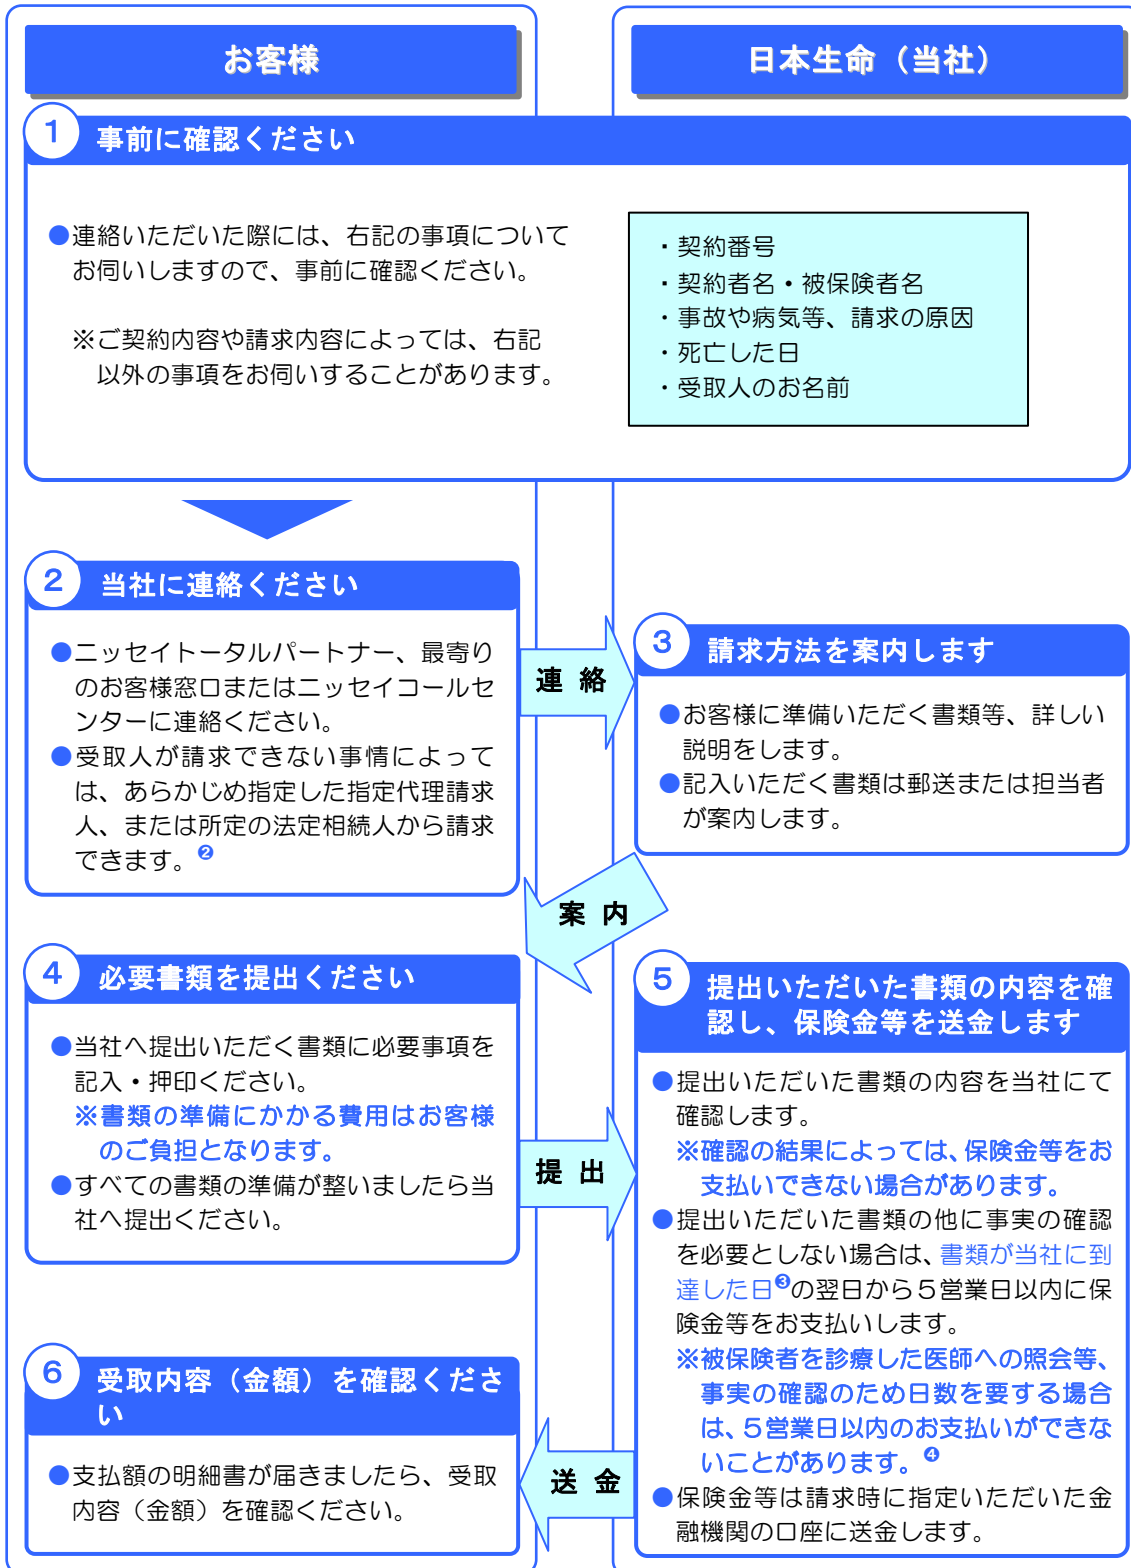 お客様
日本生命（当社）
1 事前に確認ください
●連絡いただいた際には、右記の事項について
お伺いしますので、事前に確認ください。
※ご契約内容や請求内容によっては、右記
以外の事項をお伺いすることがあります。
・契約番号
・契約者名・被保険者名
・事故や病気等、請求の原因
・死亡した日
・受取人のお名前
2 当社に連絡ください
●ニッセイトータルパートナー、最寄り
のお客様窓口またはニッセイコールセ
ンターに連絡ください。
●受取人が請求できない事情によって
は、あらかじめ指定した指定代理請求
人、または所定の法定相続人から請求
できます。❷
連 絡
3 請求方法を案内します
●お客様に準備いただく書類等、詳しい
説明をします。
●記入いただく書類は郵送または担当者
が案内します。
案 内
4 必要書類を提出ください
●当社へ提出いただく書類に必要事項を
記入・押印ください。
※書類の準備にかかる費用はお客様
のご負担となります。
●すべての書類の準備が整いましたら当
社へ提出ください。
提 出
5 提出いただいた書類の内容を確
認し、保険金等を送金します
●提出いただいた書類の内容を当社にて
確認します。
※確認の結果によっては、保険金等をお
支払いできない場合があります。
●提出いただいた書類の他に事実の確認
を必要としない場合は、書類が当社に到
達した日❸の翌日から５営業日以内に保
険金等をお支払いします。
※被保険者を診療した医師への照会等、
事実の確認のため日数を要する場合
は、５営業日以内のお支払いができな
いことがあります。❹
●保険金等は請求時に指定いただいた金
融機関の口座に送金します。
送 金
6 受取内容（金額）を確認くださ
い
●支払額の明細書が届きましたら、受取
内容（金額）を確認ください。